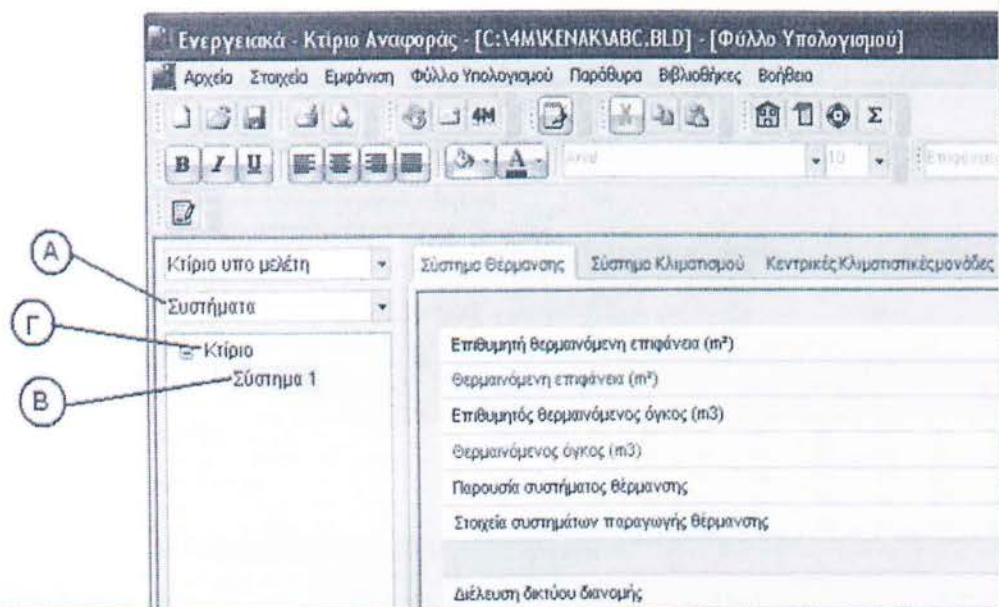 Ενεργειακά - Κτίριο Αναφοράς - [C:\4M\KENAK\ABC.BLD] - [Φύλλο Υπολογισμού]
Αρχεία Στοιχεία Εμφάνιση Φύλλο Υπολογισμού Παράθυρα Βιβλιοθήκες Βοήθεια
4M Σ
B I U A Arial 10
Α
Κτίριο υπο μελέτη
Σύστημα Θέρμανσης Σύστημα Κλιματισμού Κεντρικές Κλιματιστικές μονάδες
Συστήματα
Γ
Κτίριο
Επιθυμητή θερμαινόμενη επιφάνεια (m²)
Σύστημα 1
Θερμαινόμενη επιφάνεια (m²)
Β
Επιθυμητός θερμαινόμενος όγκος (m3)
Θερμαινόμενος όγκος (m3)
Παρουσία συστήματος θέρμανσης
Στοιχεία συστημάτων παραγωγής θέρμανσης
Διέλευση δικτύου διανομής